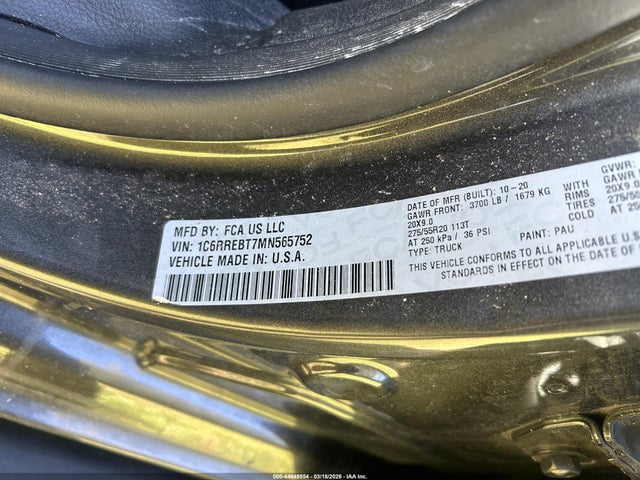 MFD BY: FCA US LLC
VIN: 1C6RREBT7MN565752
VEHICLE MADE IN: U.S.A.
DATE OF MFR (BUILT): 10-20
GAWR FRONT: 3700 LB / 1679 KG WITH
20X9.0 RIMS
275/55R20 113T
AT 250 kPa / 36 PSI COLD
TYPE: TRUCK PAINT: PAU
CONFORMS TO ALL APPLICABLE
STANDARDS IN EFFECT ON THE DATE OF
GVWR:
GAWR
20X9.0
AT 250
000-44668554 03/18/2026 IAA Inc.